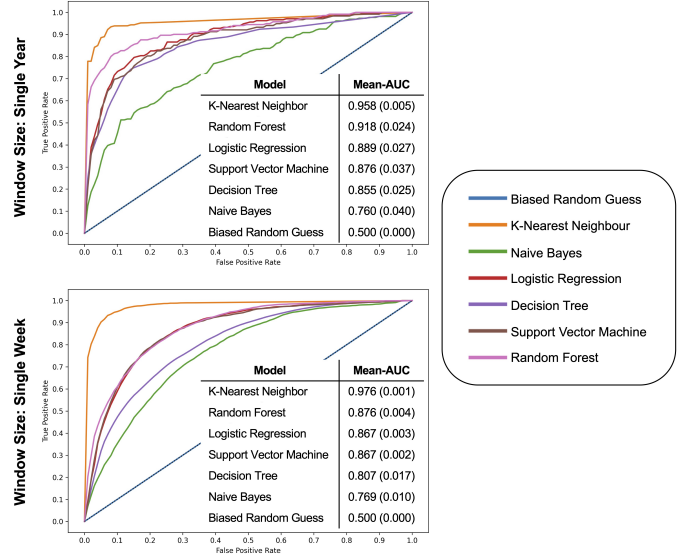 Window Size: Single Year
True Positive Rate
1.0
0.9
0.8
0.7
0.6
0.5
0.4
0.3
0.2
0.1
0.0
Model Mean-AUC
K-Nearest Neighbor 0.958 (0.005)
Random Forest 0.918 (0.024)
Logistic Regression 0.889 (0.027)
Support Vector Machine 0.876 (0.037)
Decision Tree 0.855 (0.025)
Naive Bayes 0.760 (0.040)
Biased Random Guess 0.500 (0.000)
0.0 0.1 0.2 0.3 0.4 0.5 0.6 0.7 0.8 0.9 1.0
False Positive Rate
Window Size: Single Week
True Positive Rate
1.0
0.9
0.8
0.7
0.6
0.5
0.4
0.3
0.2
0.1
0.0
Model Mean-AUC
K-Nearest Neighbor 0.976 (0.001)
Random Forest 0.876 (0.004)
Logistic Regression 0.867 (0.003)
Support Vector Machine 0.867 (0.002)
Decision Tree 0.807 (0.017)
Naive Bayes 0.769 (0.010)
Biased Random Guess 0.500 (0.000)
0.0 0.1 0.2 0.3 0.4 0.5 0.6 0.7 0.8 0.9 1.0
False Positive Rate
Biased Random Guess
K-Nearest Neighbour
Naive Bayes
Logistic Regression
Decision Tree
Support Vector Machine
Random Forest